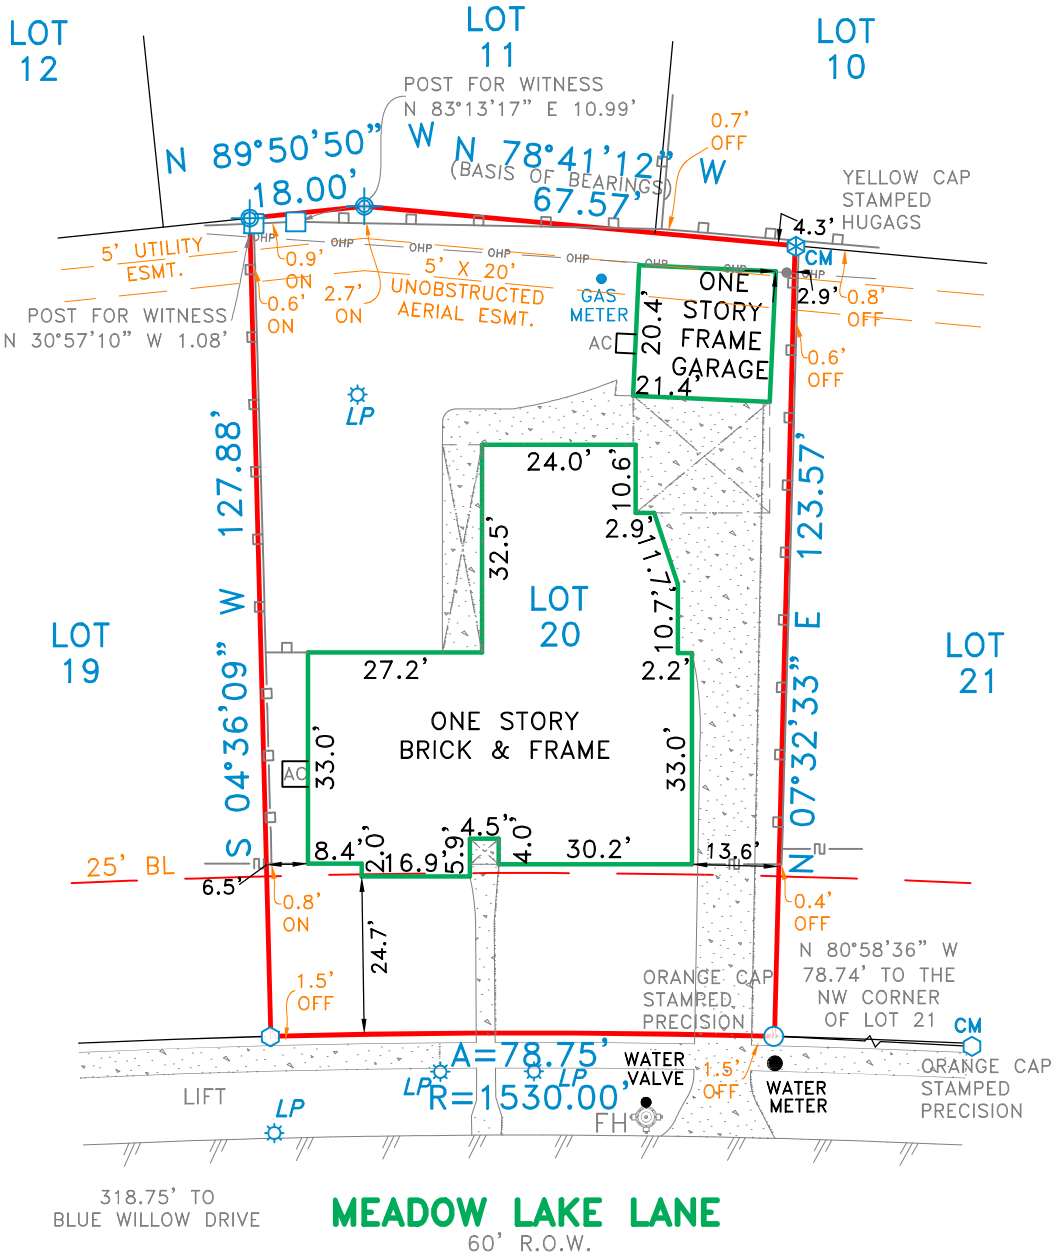 LOT
12
LOT
11
LOT
10
POST FOR WITNESS
N 83°13'17" E 10.99'
0.7'
OFF
N 89°50'50" W
18.00'
N 78°41'12" W
(BASIS OF BEARINGS)
67.57'
YELLOW CAP
STAMPED
HUGAGS
4.3'
CM
5' UTILITY
ESMT.
OHP
OHP
OHP
OHP
OHP
OHP
OHP
OHP
0.9'
ON
0.6'
ON
2.7'
ON
5' X 20'
UNOBSTRUCTED
AERIAL ESMT.
GAS
METER
ONE
STORY
FRAME
GARAGE
20.4'
21.4'
AC
2.9'
0.8'
OFF
0.6'
OFF
POST FOR WITNESS
N 30°57'10" W 1.08'
LP
S 04°36'09" W 127.88'
N 07°32'33" E 123.57'
24.0'
10.6'
2.9'
11.7'
10.7'
2.2'
32.5'
27.2'
LOT
20
LOT
19
LOT
21
ONE STORY
BRICK & FRAME
33.0'
33.0'
AC
8.4'
2.0'
16.9'
5.9'
4.5'
4.0'
30.2'
13.6'
25' BL
6.5'
0.8'
ON
0.4'
OFF
24.7'
1.5'
OFF
ORANGE CAP
STAMPED
PRECISION
N 80°58'36" W
78.74' TO THE
NW CORNER
OF LOT 21
CM
A=78.75'
R=1530.00'
WATER
VALVE
1.5'
OFF
WATER
METER
ORANGE CAP
STAMPED
PRECISION
LIFT
LP
LP
LP
FH
318.75' TO
BLUE WILLOW DRIVE
MEADOW LAKE LANE
60' R.O.W.